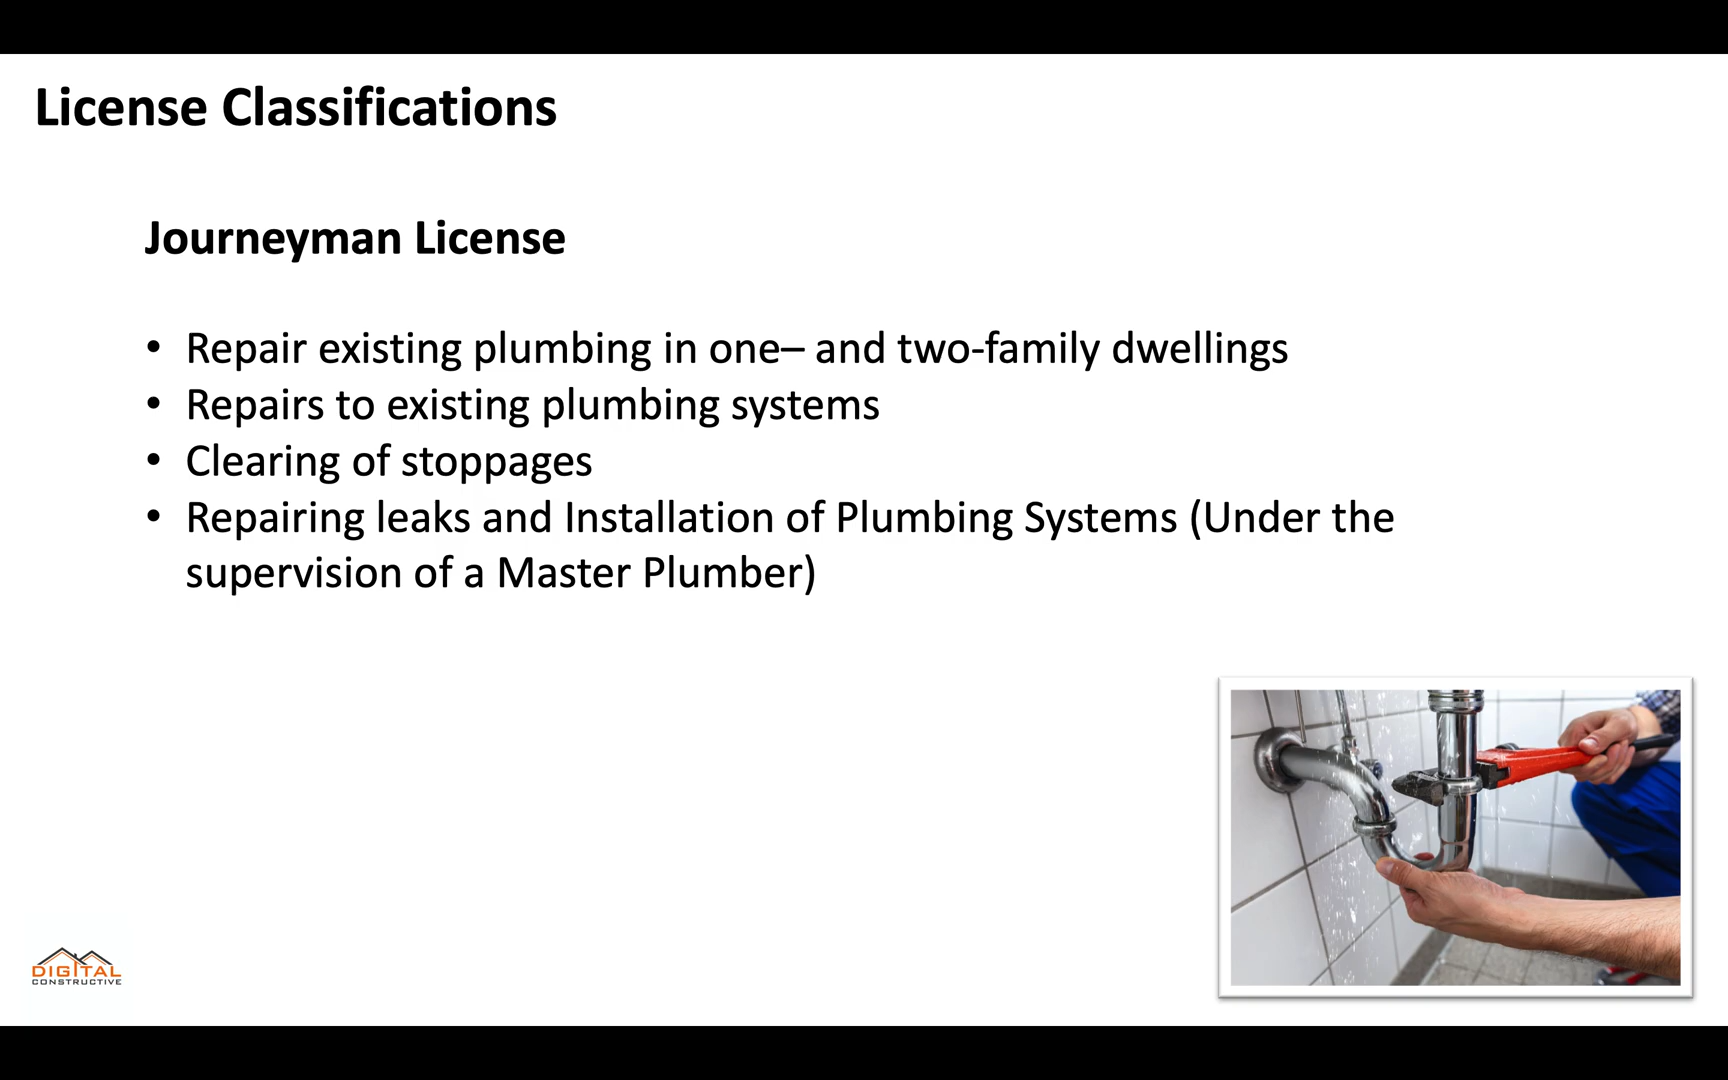 License Classifications
Journeyman License
• Repair existing plumbing in one– and two-family dwellings
• Repairs to existing plumbing systems
• Clearing of stoppages
• Repairing leaks and Installation of Plumbing Systems (Under the
supervision of a Master Plumber)
DIGITAL
CONSTRUCTIVE